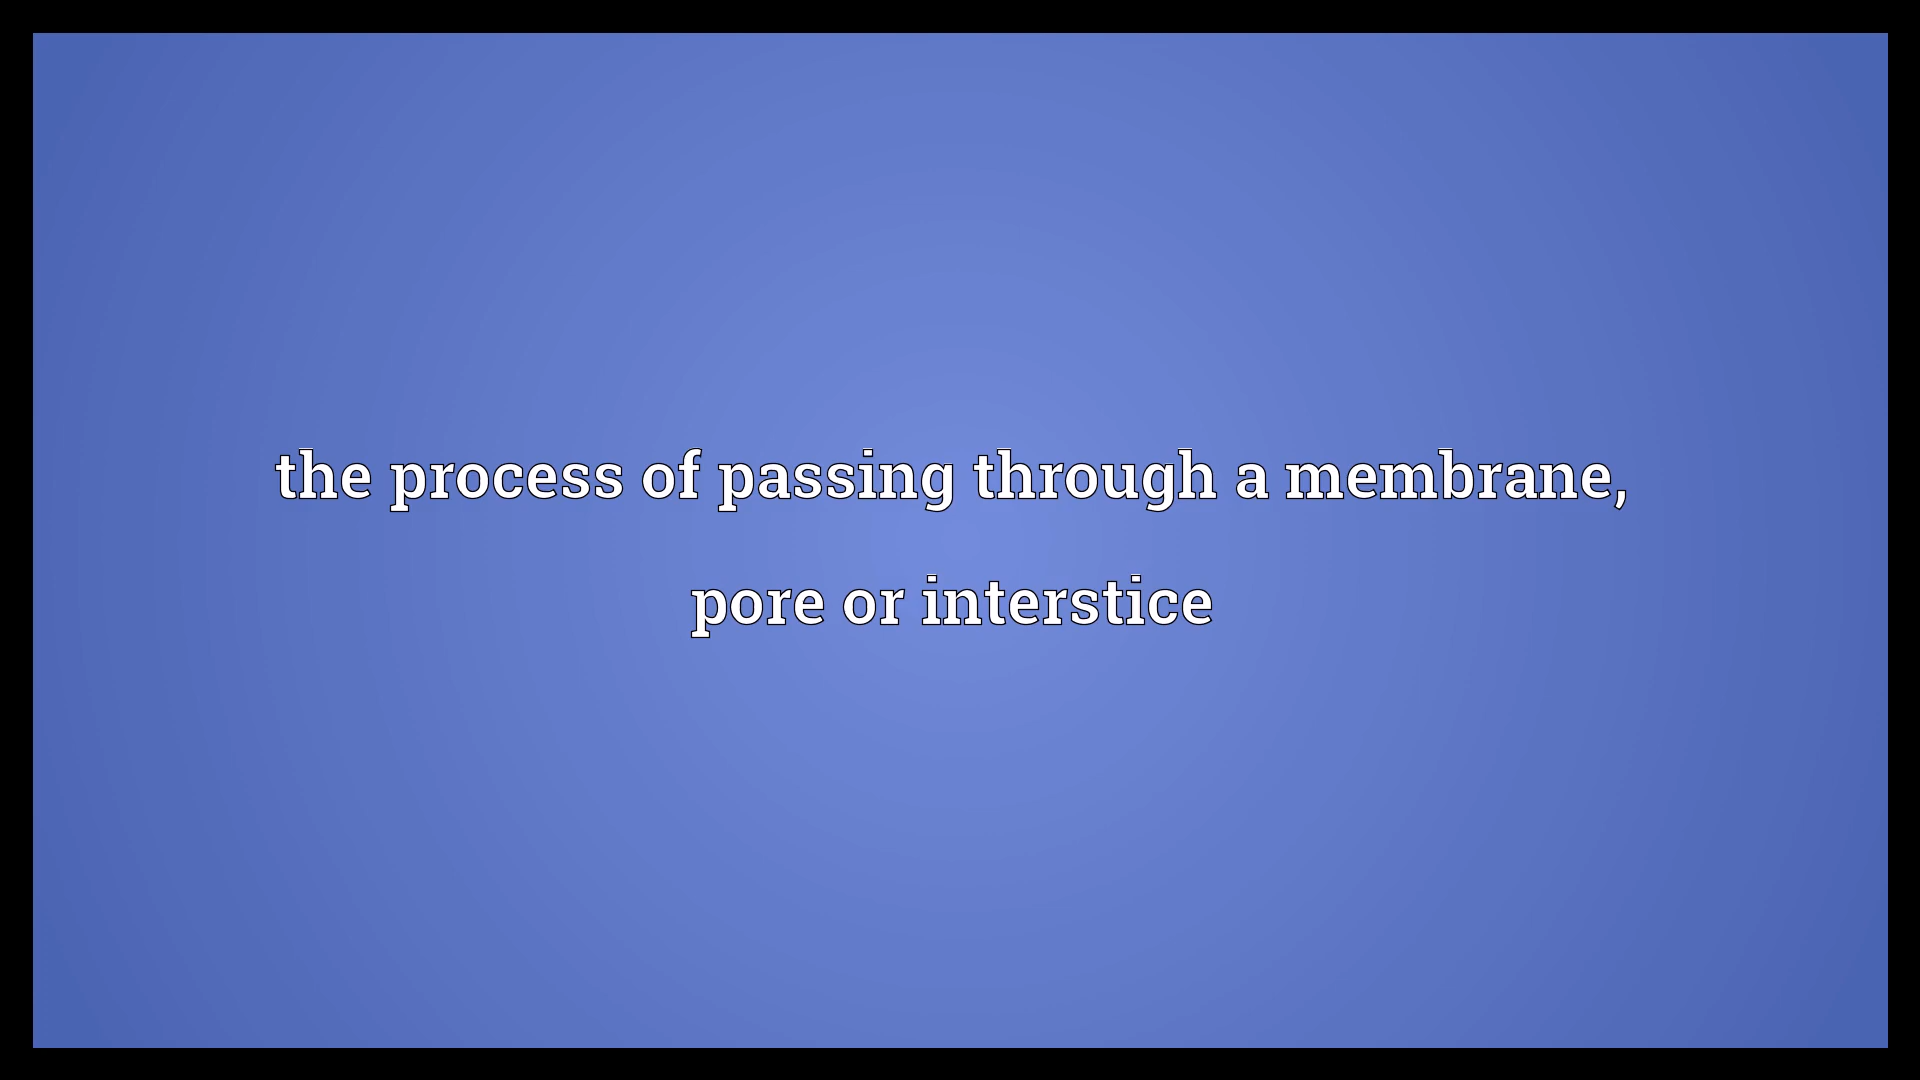 the process of passing through a membrane,
pore or interstice